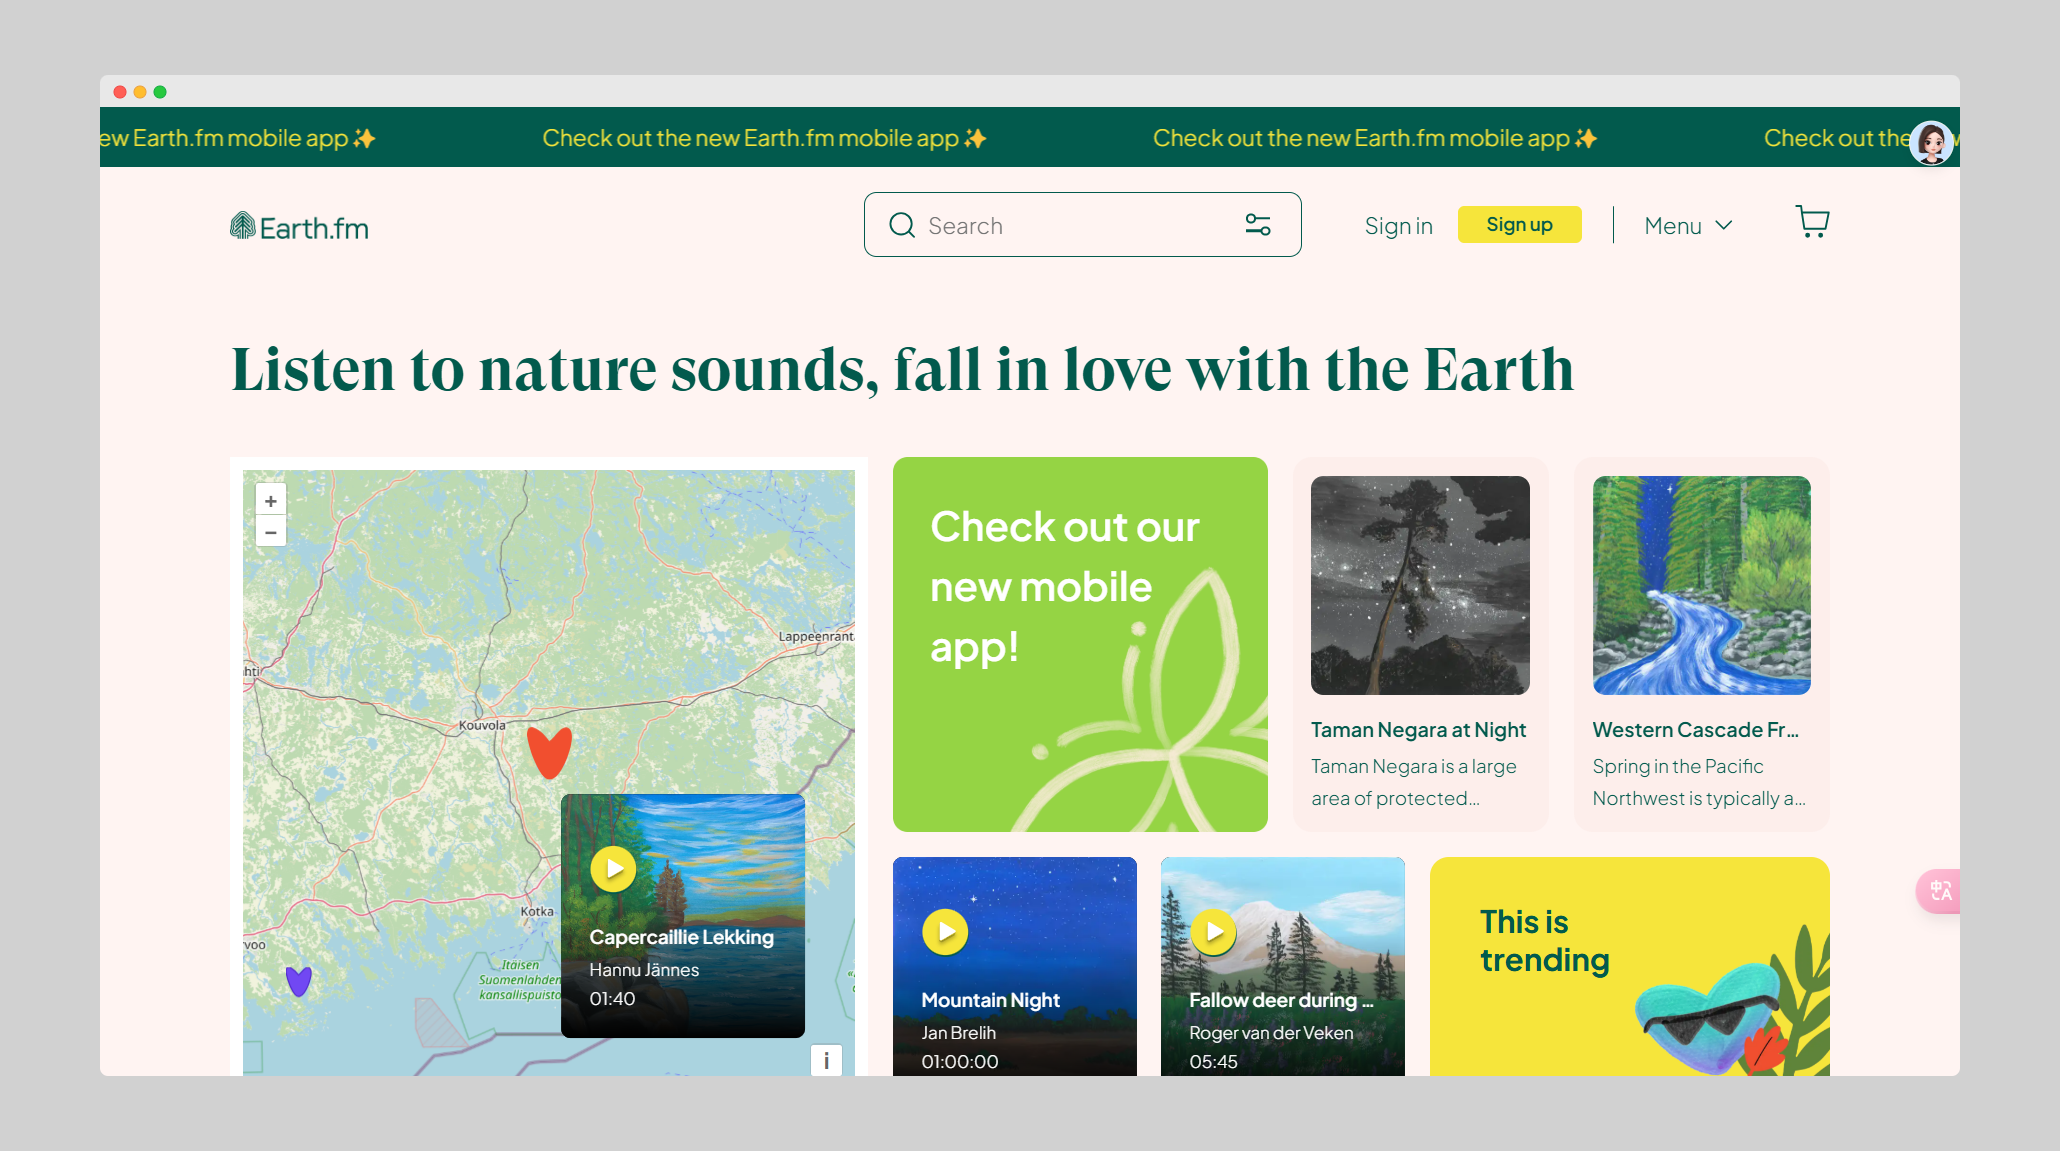 ew Earth.fm mobile app ✨
Check out the new Earth.fm mobile app ✨
Check out the new Earth.fm mobile app ✨
Check out the
Earth.fm
Search
Sign in
Sign up
Menu
Listen to nature sounds, fall in love with the Earth
+
−
Lappeenrant
hti
Kouvola
Kotka
rvoo
Itäisen
Suomenlahden
kansallispuisto
Capercaillie Lekking
Hannu Jännes
01:40
i
Check out our
new mobile
app!
Taman Negara at Night
Taman Negara is a large
area of protected...
Western Cascade Fr...
Spring in the Pacific
Northwest is typically a...
Mountain Night
Jan Brelih
01:00:00
Fallow deer during ...
Roger van der Veken
05:45
This is
trending
中A